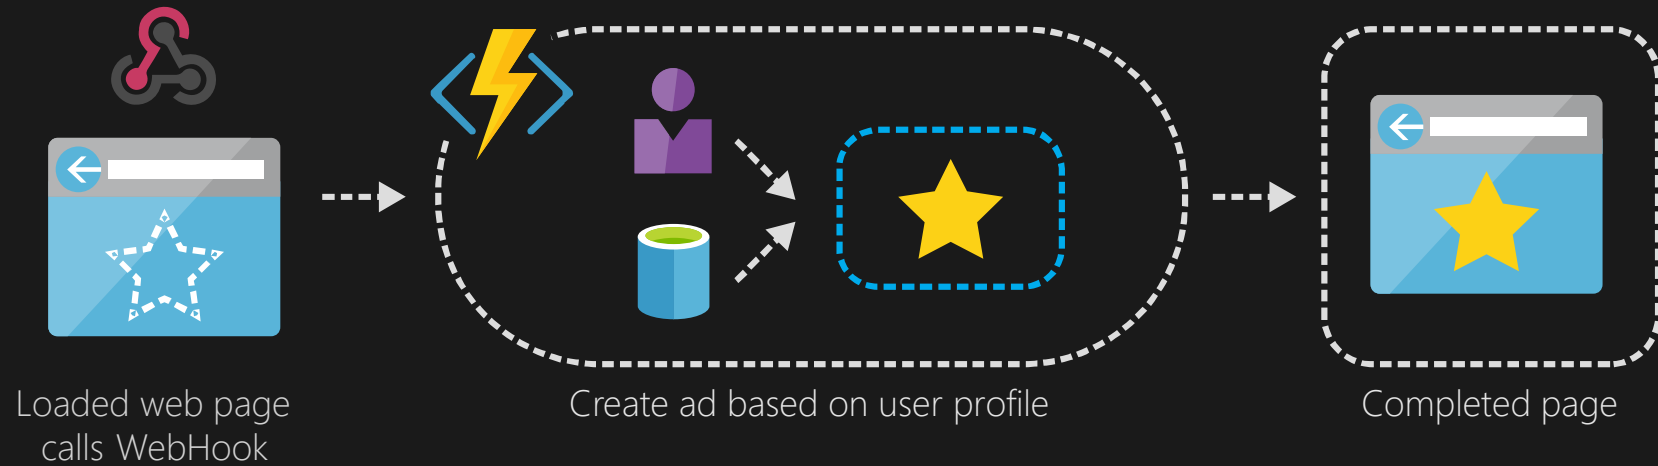 Loaded web page
calls WebHook
Create ad based on user profile
Completed page